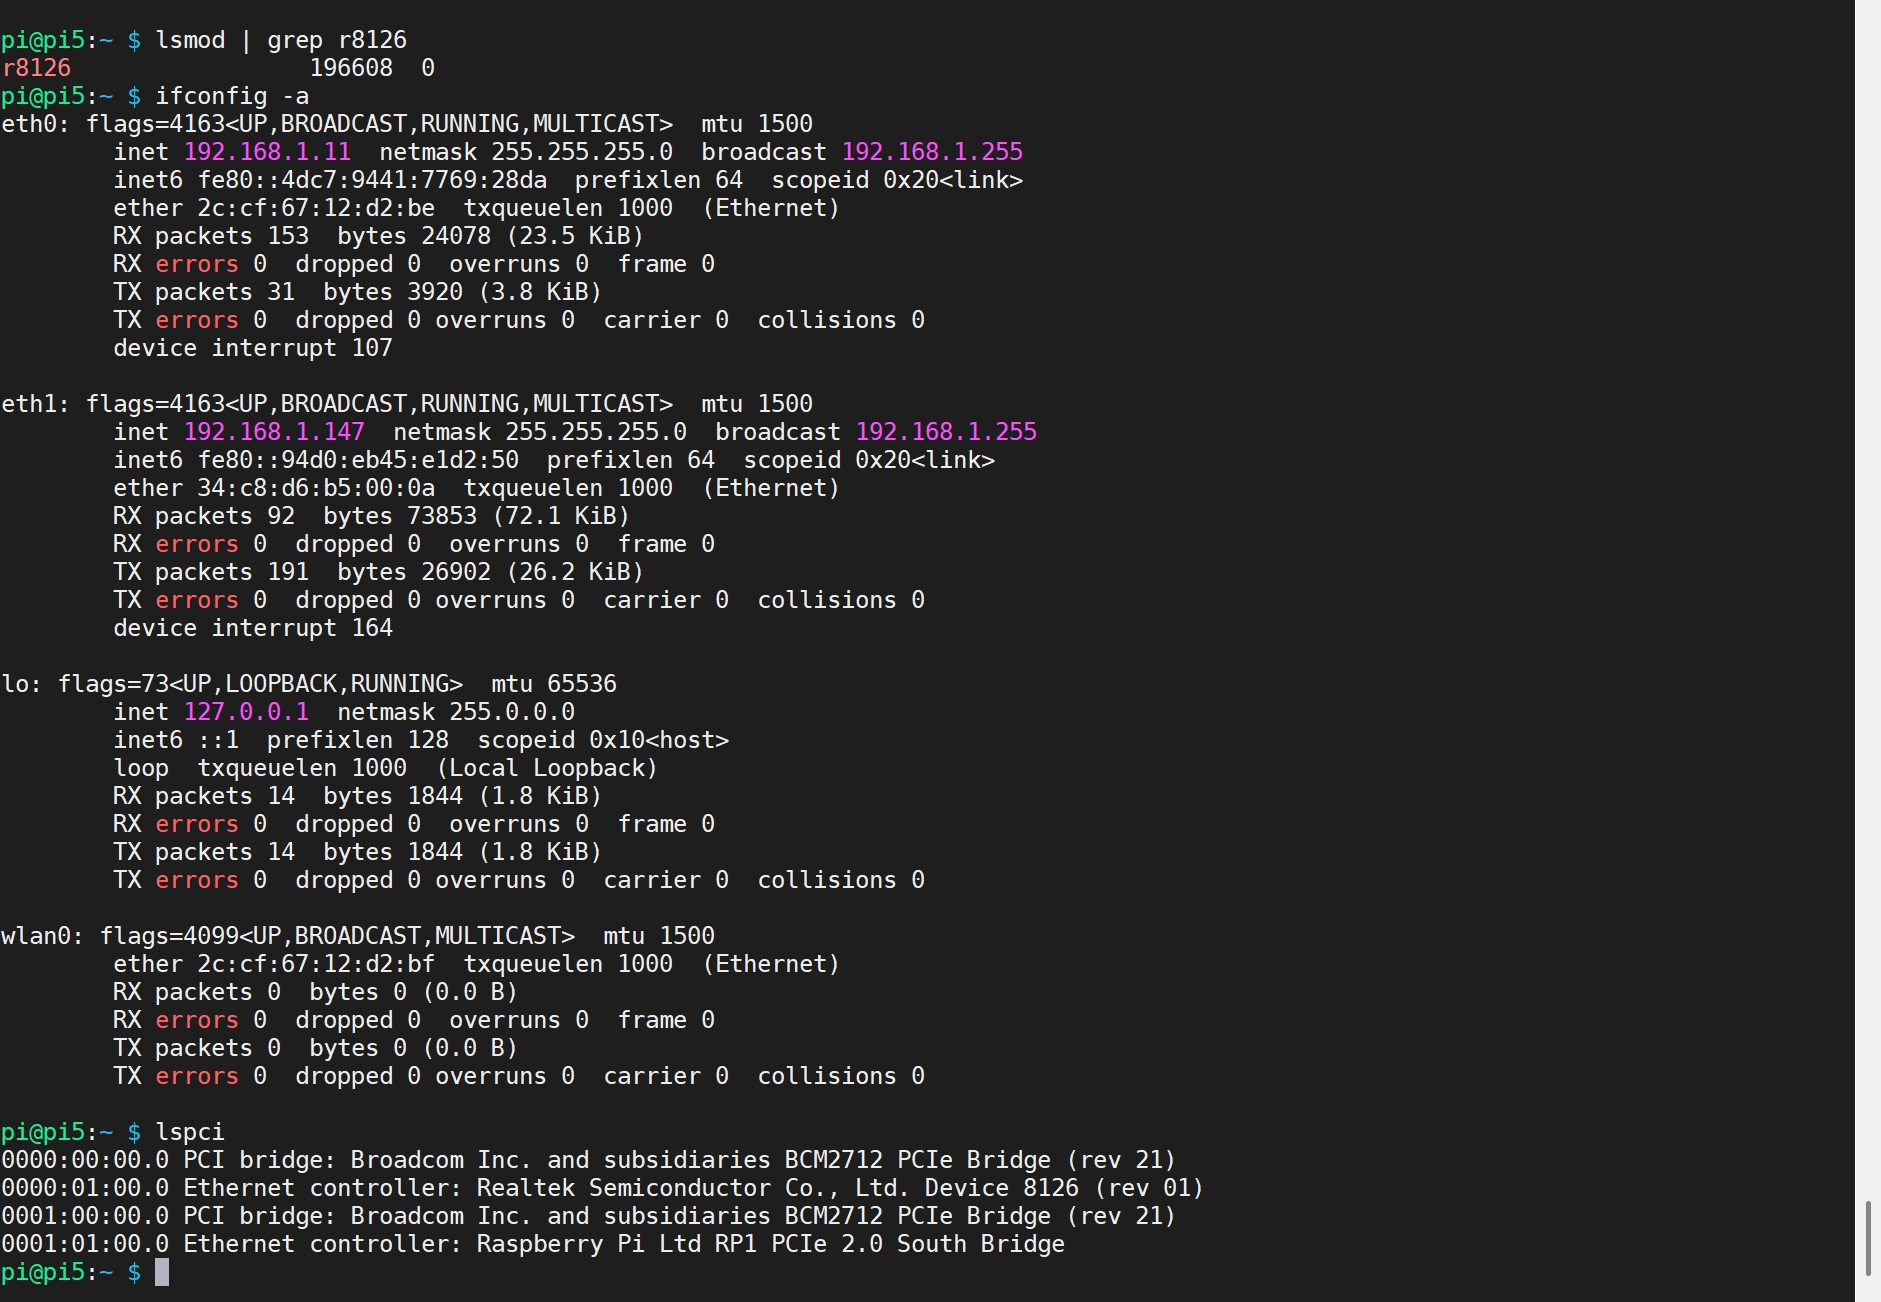 pi@pi5:~ $ lsmod | grep r8126
r8126                 196608  0
pi@pi5:~ $ ifconfig -a
eth0: flags=4163<UP,BROADCAST,RUNNING,MULTICAST>  mtu 1500
        inet 192.168.1.11  netmask 255.255.255.0  broadcast 192.168.1.255
        inet6 fe80::4dc7:9441:7769:28da  prefixlen 64  scopeid 0x20<link>
        ether 2c:cf:67:12:d2:be  txqueuelen 1000  (Ethernet)
        RX packets 153  bytes 24078 (23.5 KiB)
        RX errors 0  dropped 0  overruns 0  frame 0
        TX packets 31  bytes 3920 (3.8 KiB)
        TX errors 0  dropped 0 overruns 0  carrier 0  collisions 0
        device interrupt 107

eth1: flags=4163<UP,BROADCAST,RUNNING,MULTICAST>  mtu 1500
        inet 192.168.1.147  netmask 255.255.255.0  broadcast 192.168.1.255
        inet6 fe80::94d0:eb45:e1d2:50  prefixlen 64  scopeid 0x20<link>
        ether 34:c8:d6:b5:00:0a  txqueuelen 1000  (Ethernet)
        RX packets 92  bytes 73853 (72.1 KiB)
        RX errors 0  dropped 0  overruns 0  frame 0
        TX packets 191  bytes 26902 (26.2 KiB)
        TX errors 0  dropped 0 overruns 0  carrier 0  collisions 0
        device interrupt 164

lo: flags=73<UP,LOOPBACK,RUNNING>  mtu 65536
        inet 127.0.0.1  netmask 255.0.0.0
        inet6 ::1  prefixlen 128  scopeid 0x10<host>
        loop  txqueuelen 1000  (Local Loopback)
        RX packets 14  bytes 1844 (1.8 KiB)
        RX errors 0  dropped 0  overruns 0  frame 0
        TX packets 14  bytes 1844 (1.8 KiB)
        TX errors 0  dropped 0 overruns 0  carrier 0  collisions 0

wlan0: flags=4099<UP,BROADCAST,MULTICAST>  mtu 1500
        ether 2c:cf:67:12:d2:bf  txqueuelen 1000  (Ethernet)
        RX packets 0  bytes 0 (0.0 B)
        RX errors 0  dropped 0  overruns 0  frame 0
        TX packets 0  bytes 0 (0.0 B)
        TX errors 0  dropped 0 overruns 0  carrier 0  collisions 0

pi@pi5:~ $ lspci
0000:00:00.0 PCI bridge: Broadcom Inc. and subsidiaries BCM2712 PCIe Bridge (rev 21)
0000:01:00.0 Ethernet controller: Realtek Semiconductor Co., Ltd. Device 8126 (rev 01)
0001:00:00.0 PCI bridge: Broadcom Inc. and subsidiaries BCM2712 PCIe Bridge (rev 21)
0001:01:00.0 Ethernet controller: Raspberry Pi Ltd RP1 PCIe 2.0 South Bridge
pi@pi5:~ $